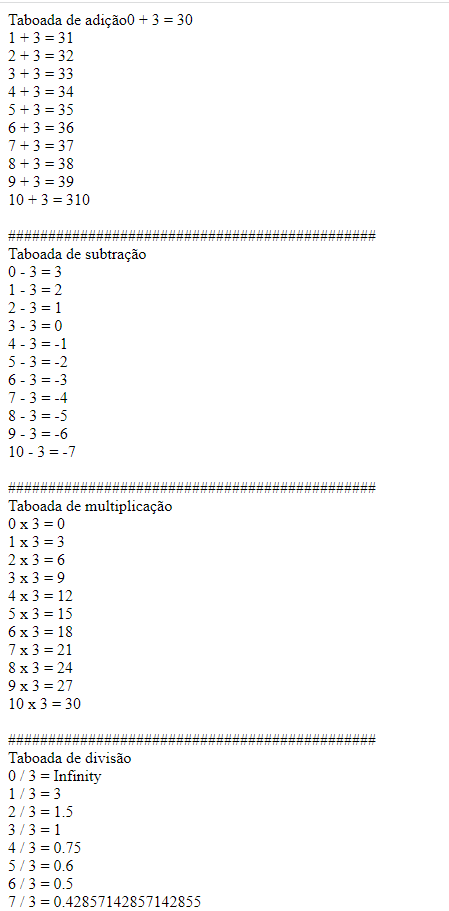 Taboada de adição0 + 3 = 30
1 + 3 = 31
2 + 3 = 32
3 + 3 = 33
4 + 3 = 34
5 + 3 = 35
6 + 3 = 36
7 + 3 = 37
8 + 3 = 38
9 + 3 = 39
10 + 3 = 310
##############################################
Taboada de subtração
0 - 3 = 3
1 - 3 = 2
2 - 3 = 1
3 - 3 = 0
4 - 3 = -1
5 - 3 = -2
6 - 3 = -3
7 - 3 = -4
8 - 3 = -5
9 - 3 = -6
10 - 3 = -7
##############################################
Taboada de multiplicação
0 x 3 = 0
1 x 3 = 3
2 x 3 = 6
3 x 3 = 9
4 x 3 = 12
5 x 3 = 15
6 x 3 = 18
7 x 3 = 21
8 x 3 = 24
9 x 3 = 27
10 x 3 = 30
##############################################
Taboada de divisão
0 / 3 = Infinity
1 / 3 = 3
2 / 3 = 1.5
3 / 3 = 1
4 / 3 = 0.75
5 / 3 = 0.6
6 / 3 = 0.5
7 / 3 = 0.42857142857142855